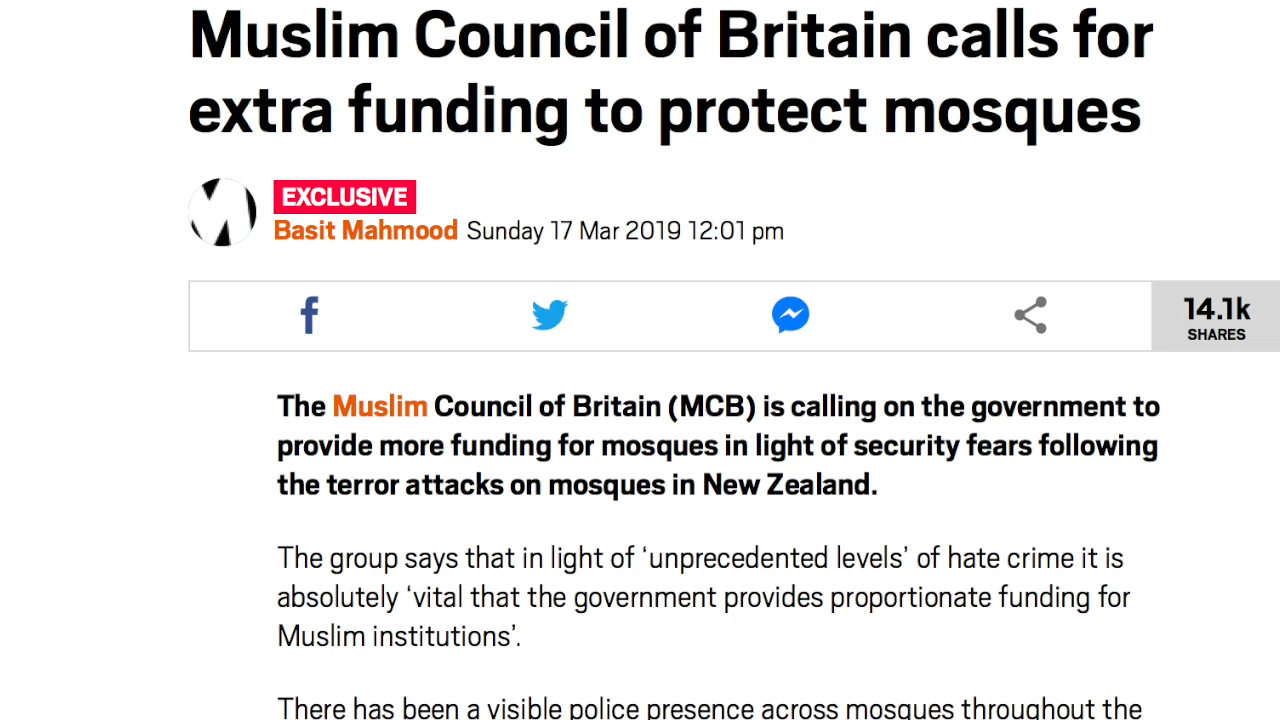 Muslim Council of Britain calls for
extra funding to protect mosques
EXCLUSIVE
Basit Mahmood Sunday 17 Mar 2019 12:01 pm
14.1k
SHARES
The Muslim Council of Britain (MCB) is calling on the government to
provide more funding for mosques in light of security fears following
the terror attacks on mosques in New Zealand.
The group says that in light of ‘unprecedented levels’ of hate crime it is
absolutely ‘vital that the government provides proportionate funding for
Muslim institutions’.
There has been a visible police presence across mosques throughout the